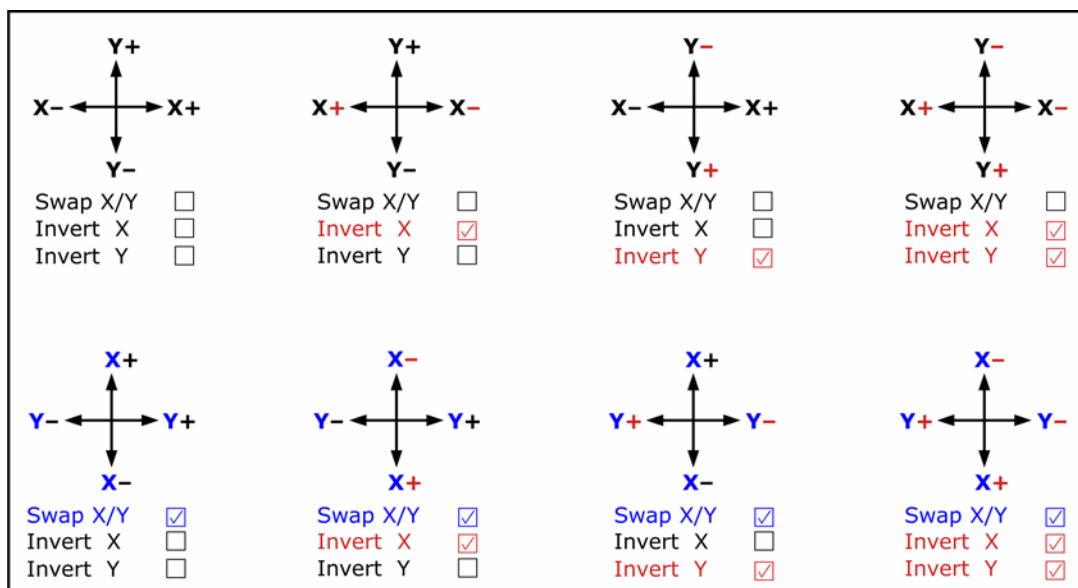 Y+ Y+ Y− Y−
X− X+ X+ X− X− X+ X+ X−
Y− Y− Y+ Y+
Swap X/Y Swap X/Y Swap X/Y Swap X/Y
Invert X Invert X Invert X Invert X
Invert Y Invert Y Invert Y Invert Y
X+ X− X+ X−
Y− Y+ Y− Y+ Y+ Y− Y+ Y−
X− X+ X− X+
Swap X/Y Swap X/Y Swap X/Y Swap X/Y
Invert X Invert X Invert X Invert X
Invert Y Invert Y Invert Y Invert Y